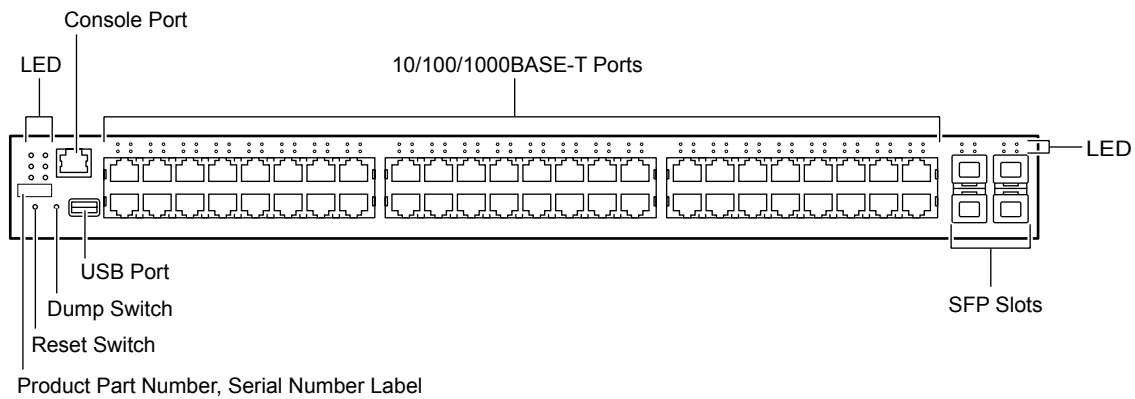 Console Port
LED
10/100/1000BASE-T Ports
LED
USB Port
SFP Slots
Dump Switch
Reset Switch
Product Part Number, Serial Number Label